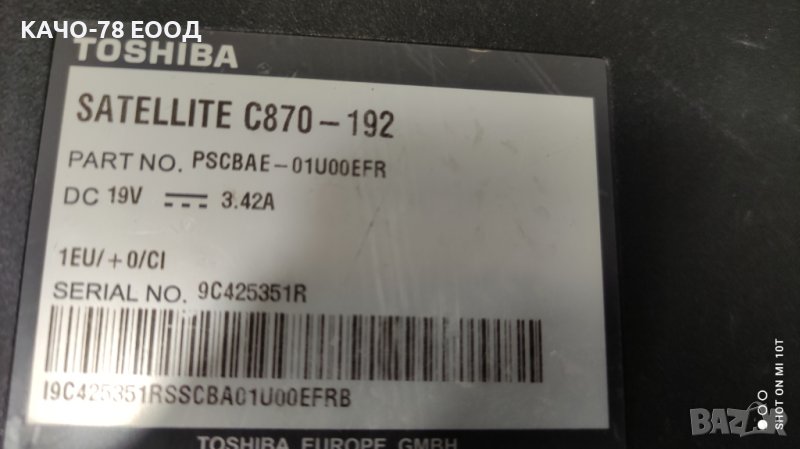 КАЧО-78 ЕООД
TOSHIBA
SATELLITE C870-192
PART NO. PSCBAE-01U00EFR
DC 19V 3.42A
1EU/+0/CI
SERIAL NO. 9C425351R
I9C425351RSSCBA01U00EFRB
TOSHIBA EUROPE GMBH
SHOT ON MI 10T
BAZAR